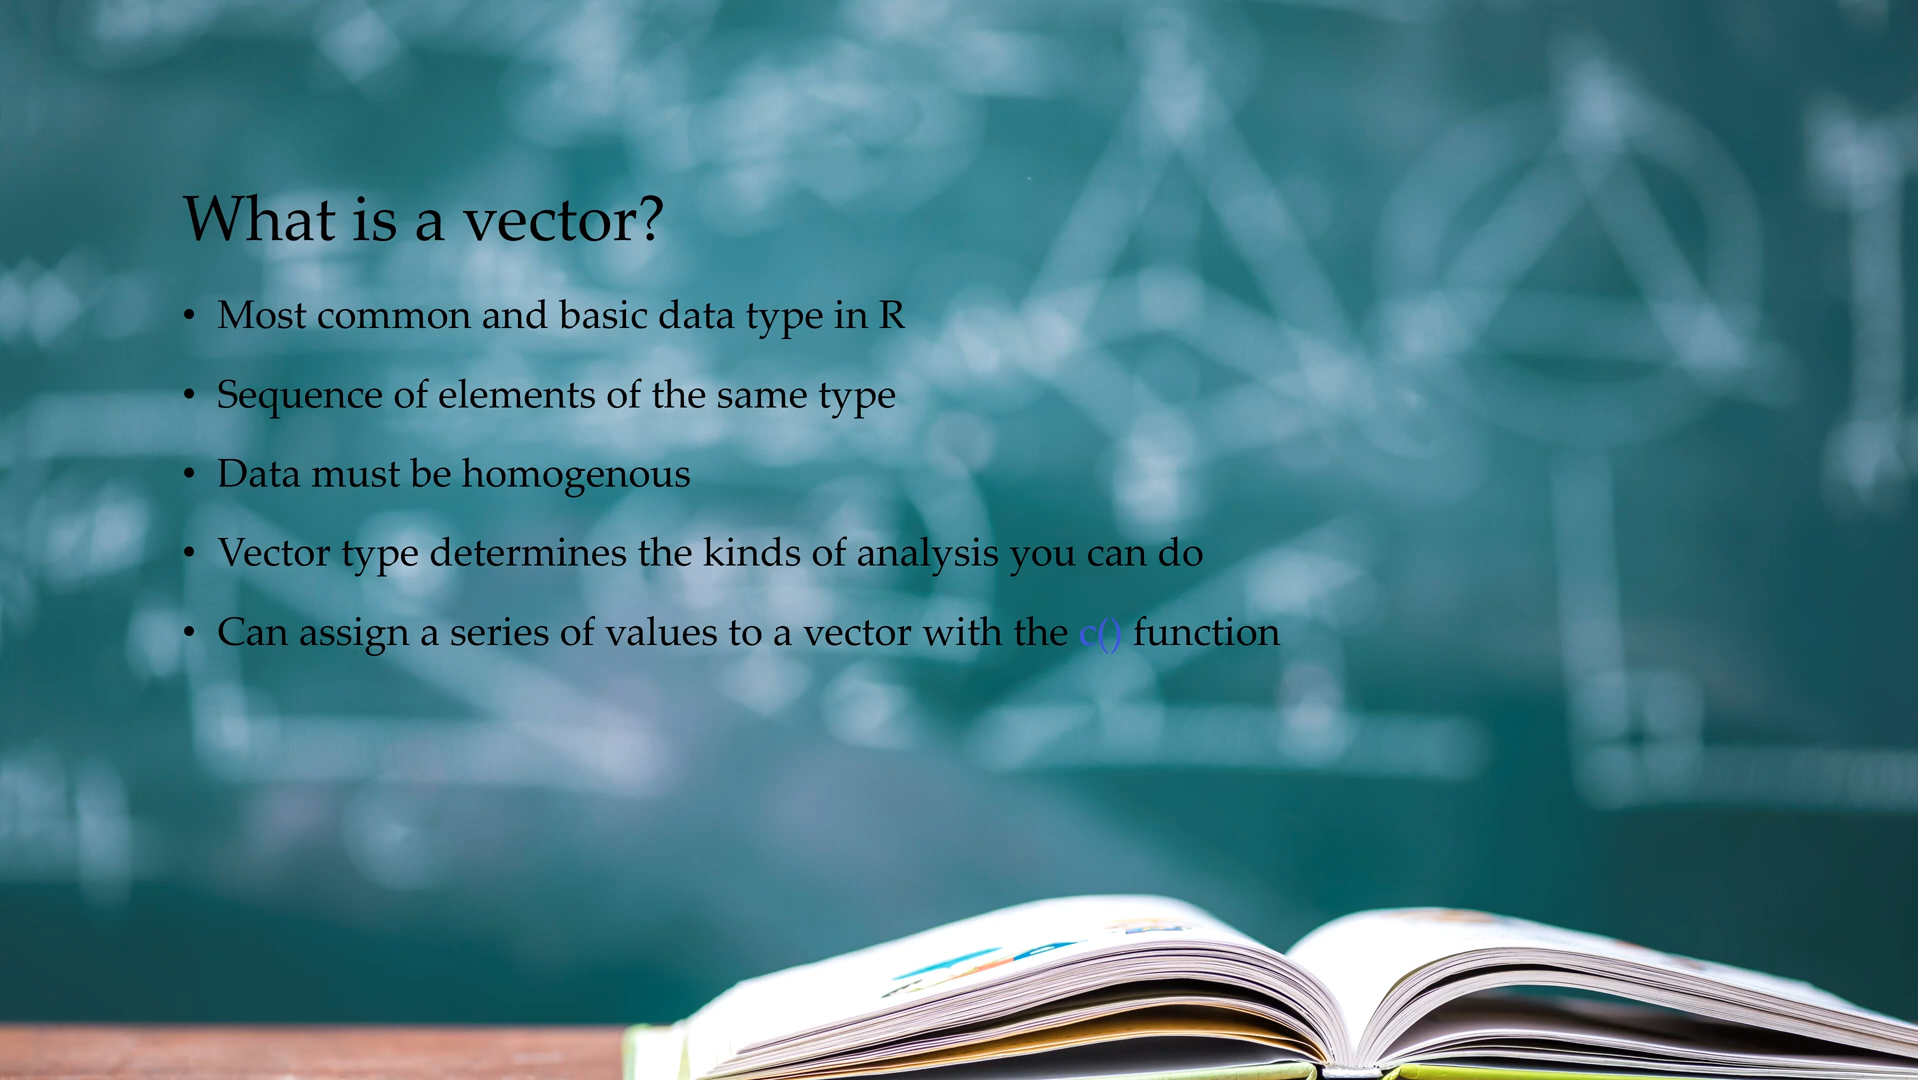 What is a vector?
• Most common and basic data type in R
• Sequence of elements of the same type
• Data must be homogenous
• Vector type determines the kinds of analysis you can do
• Can assign a series of values to a vector with the c() function